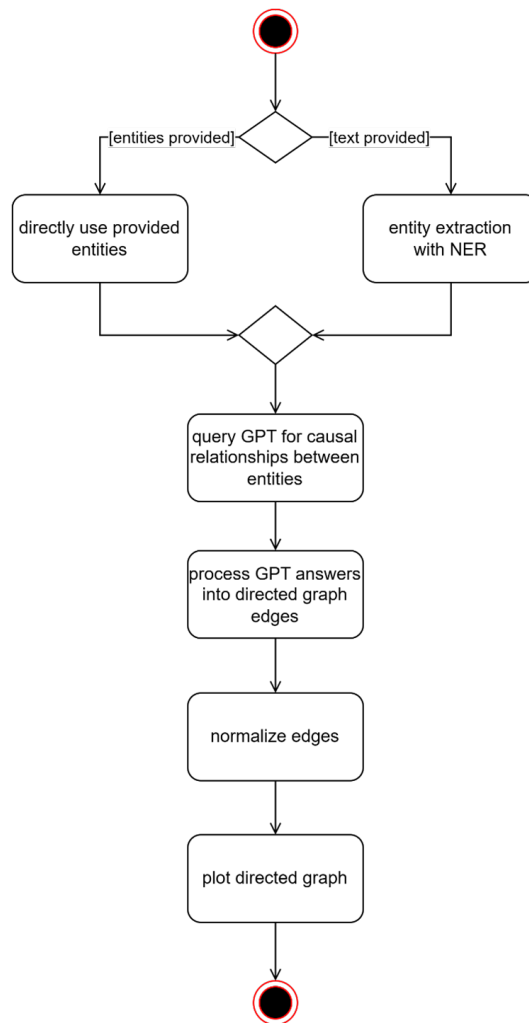 [entities provided]
[text provided]
directly use provided
entities
entity extraction
with NER
query GPT for causal
relationships between
entities
process GPT answers
into directed graph
edges
normalize edges
plot directed graph